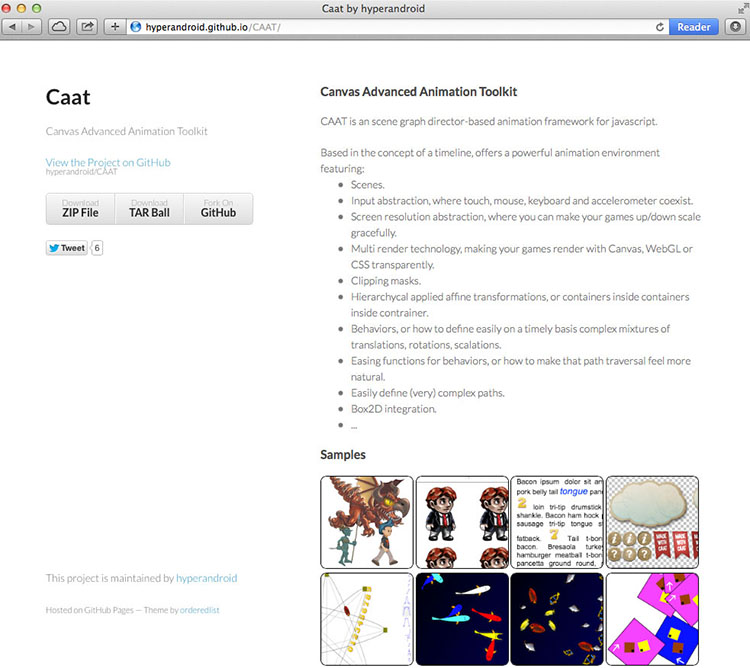 Caat by hyperandroid
hyperandroid.github.io/CAAT/
Reader
Caat
Canvas Advanced Animation Toolkit
View the Project on GitHub
hyperandroid/CAAT
Download
ZIP File
Download
TAR Ball
Fork On
GitHub
Tweet
6
This project is maintained by hyperandroid
Hosted on GitHub Pages — Theme by orderedlist
Canvas Advanced Animation Toolkit
CAAT is an scene graph director-based animation framework for javascript.
Based in the concept of a timeline, offers a powerful animation environment
featuring:
• Scenes.
• Input abstraction, where touch, mouse, keyboard and accelerometer coexist.
• Screen resolution abstraction, where you can make your games up/down scale
gracefully.
• Multi render technology, making your games render with Canvas, WebGL or
CSS transparently.
• Clipping masks.
• Hierarchycal applied affine transformations, or containers inside containers
inside contrainer.
• Behaviors, or how to define easily on a timely basis complex mixtures of
translations, rotations, scalations.
• Easing functions for behaviors, or how to make that path traversal feel more
natural.
• Easily define (very) complex paths.
• Box2D integration.
• ...
Samples
Bacon ipsum dolor sit
pork belly tail tongue
2 loin tri-tip drumstick
shankle. Bacon ham hock
sausage tri-tip tongue
fatback. 7 Tail
bacon. Bresaola
hamburger meatball
pancetta ground round.